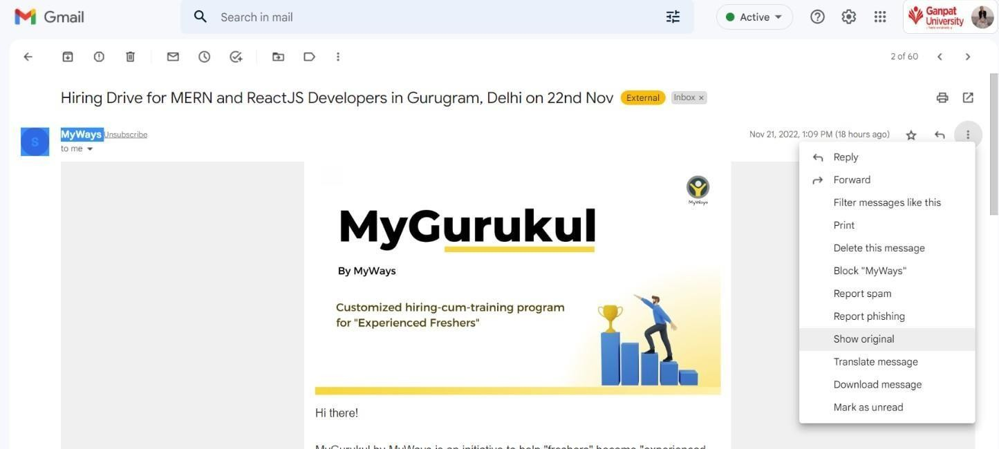 Gmail
Search in mail
Active
Ganpat
University
2 of 60
Hiring Drive for MERN and ReactJS Developers in Gurugram, Delhi on 22nd Nov External Inbox ×
S
MyWays Unsubscribe
Nov 21, 2022, 1:09 PM (18 hours ago)
to me
MyWays
MyGurukul
By MyWays
Customized hiring-cum-training program
for "Experienced Freshers"
Hi there!
MyGurukul by MyWays is an initiative to help "freshers" become "experienced
Reply
Forward
Filter messages like this
Print
Delete this message
Block "MyWays"
Report spam
Report phishing
Show original
Translate message
Download message
Mark as unread